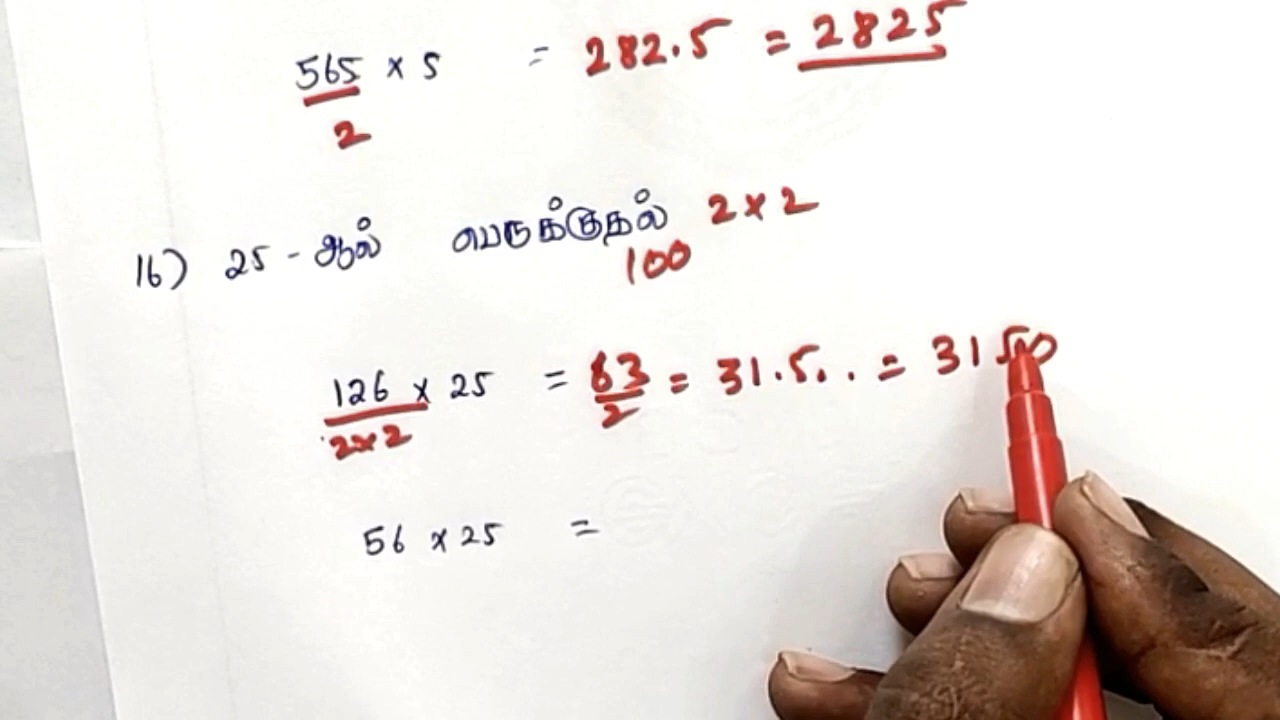 565 × 5 = 282.5 = 2825
2
16) 25 - ஆல் பெருக்குதல் 2 × 2
100
126 × 25 = 63 = 31.5.. =
2×2 2
56 × 25 =